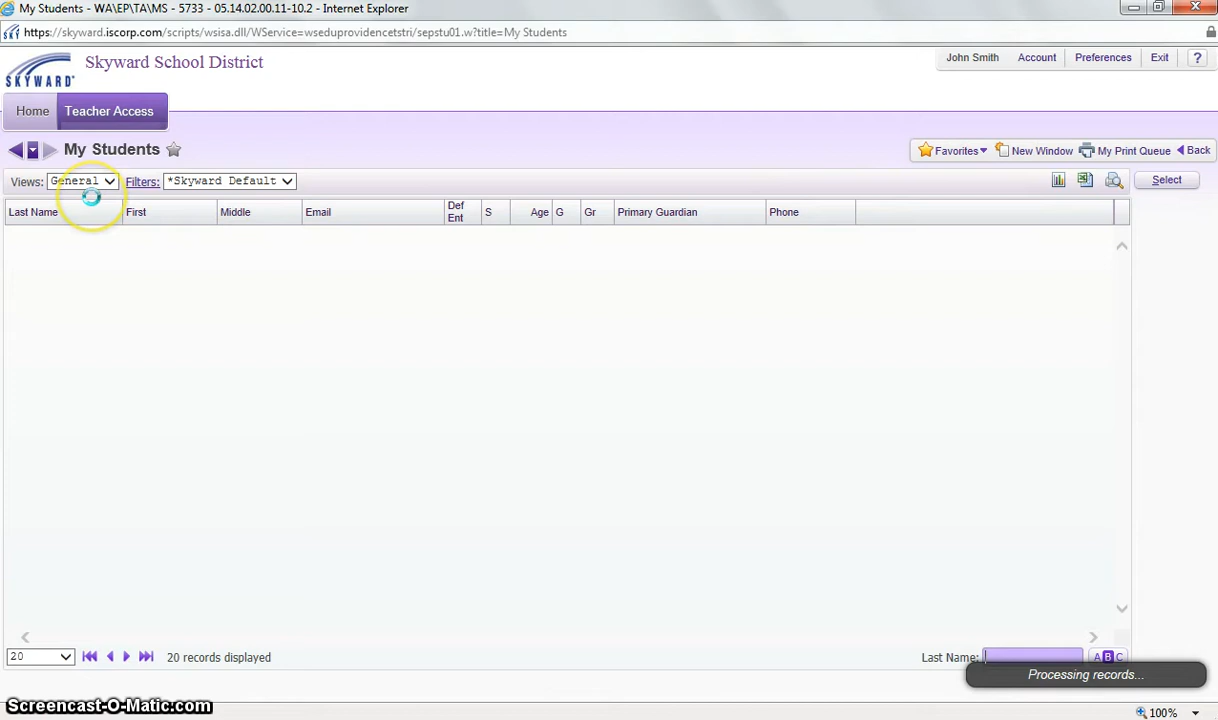 My Students - WA\EP\TA\MS - 5733 - 05.14.02.00.11-10.2 - Internet Explorer
https://skyward.iscorp.com/scripts/wsisa.dll/WService=wseduprovidencetstri/sepstu01.w?title=My Students
SKYWARD
Skyward School District
John Smith Account Preferences Exit ?
Home Teacher Access
My Students
Favorites New Window My Print Queue Back
Views: General Filters: *Skyward Default
Select
Last Name First Middle Email Def Ent S Age G Gr Primary Guardian Phone
20 20 records displayed Last Name: A B C
Processing records...
Screencast-O-Matic.com
100%